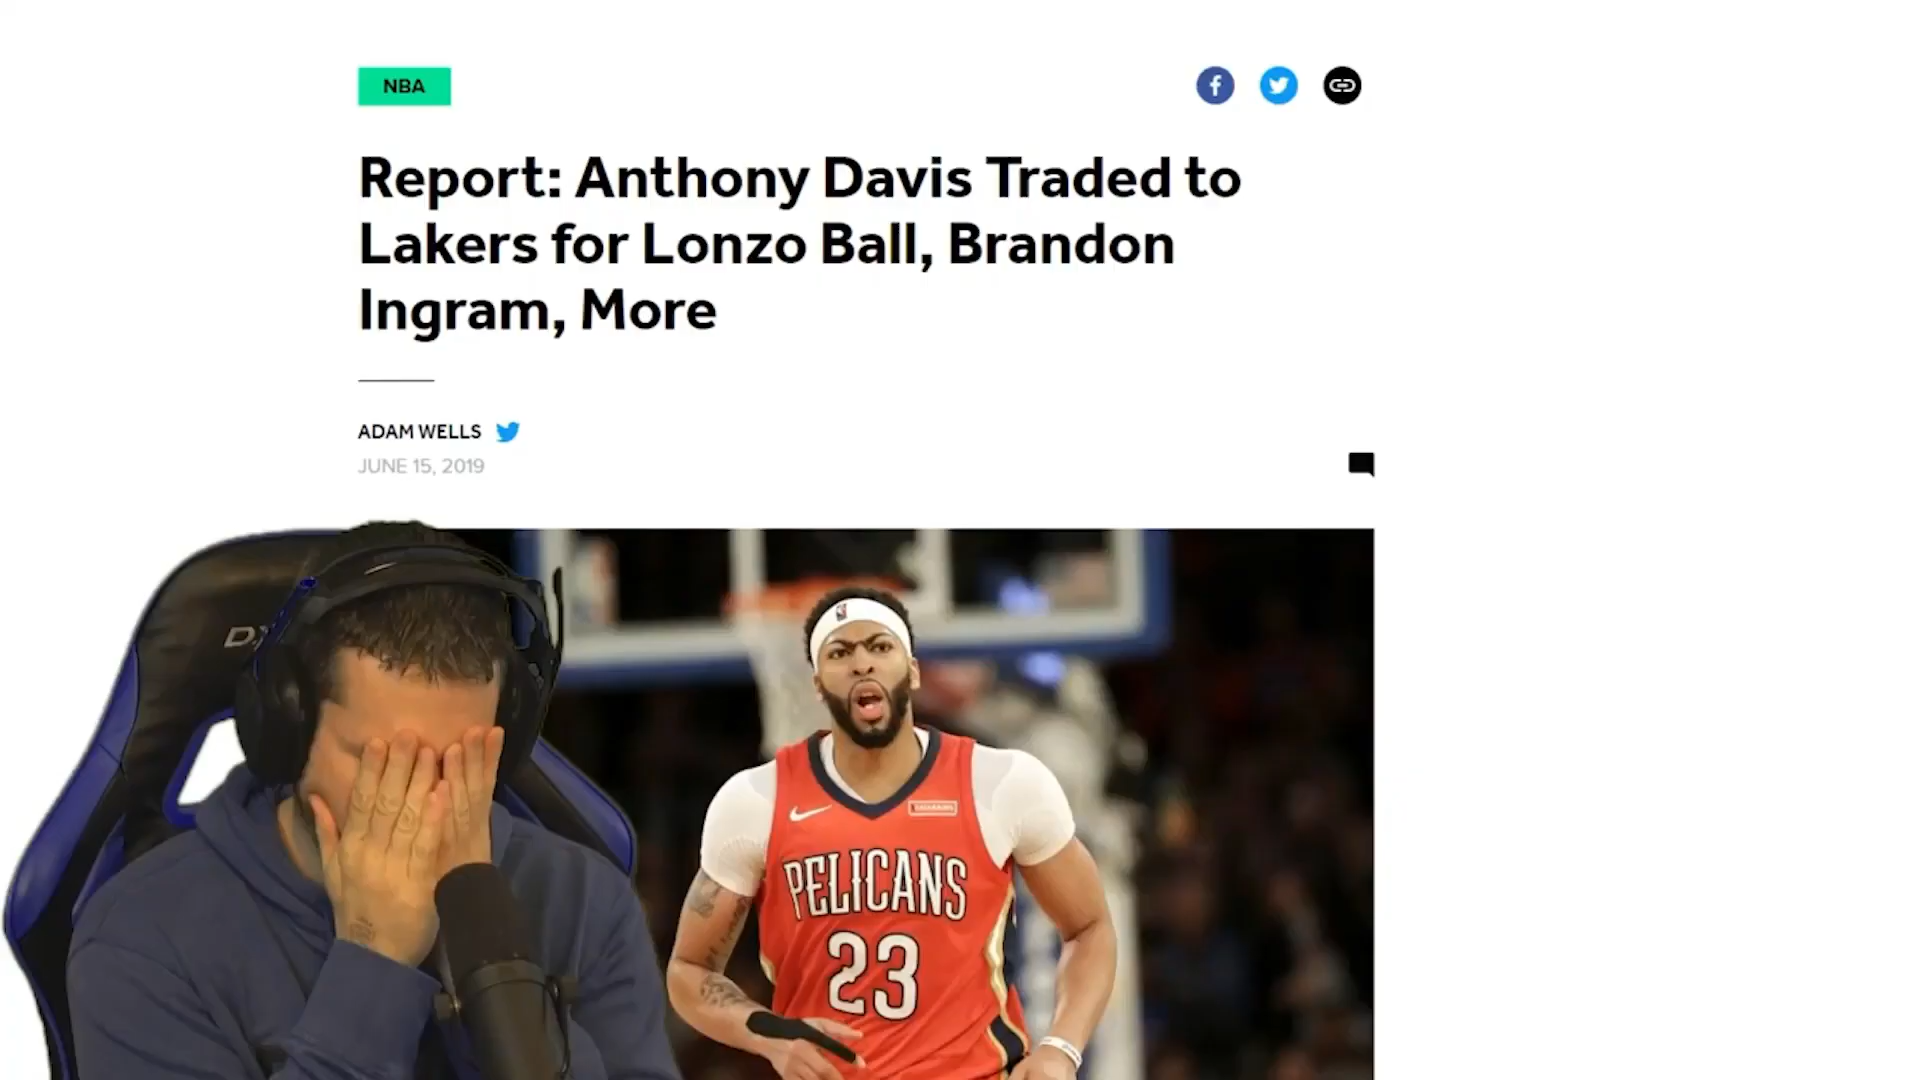 NBA
Report: Anthony Davis Traded to
Lakers for Lonzo Ball, Brandon
Ingram, More
ADAM WELLS
JUNE 15, 2019
PELICANS
23